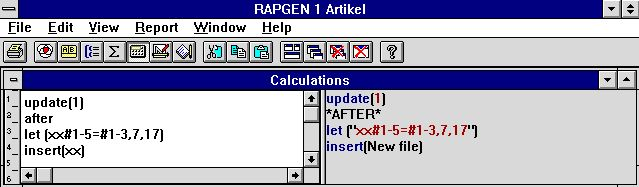 RAPGEN 1 Artikel
File Edit View Report Window Help
Calculations
1 update(1)
2 after
3 let (xx#1-5=#1-3,7,17)
4 insert(xx)
5
6
update(1)
*AFTER*
let ("xx#1-5=#1-3,7,17")
insert(New file)